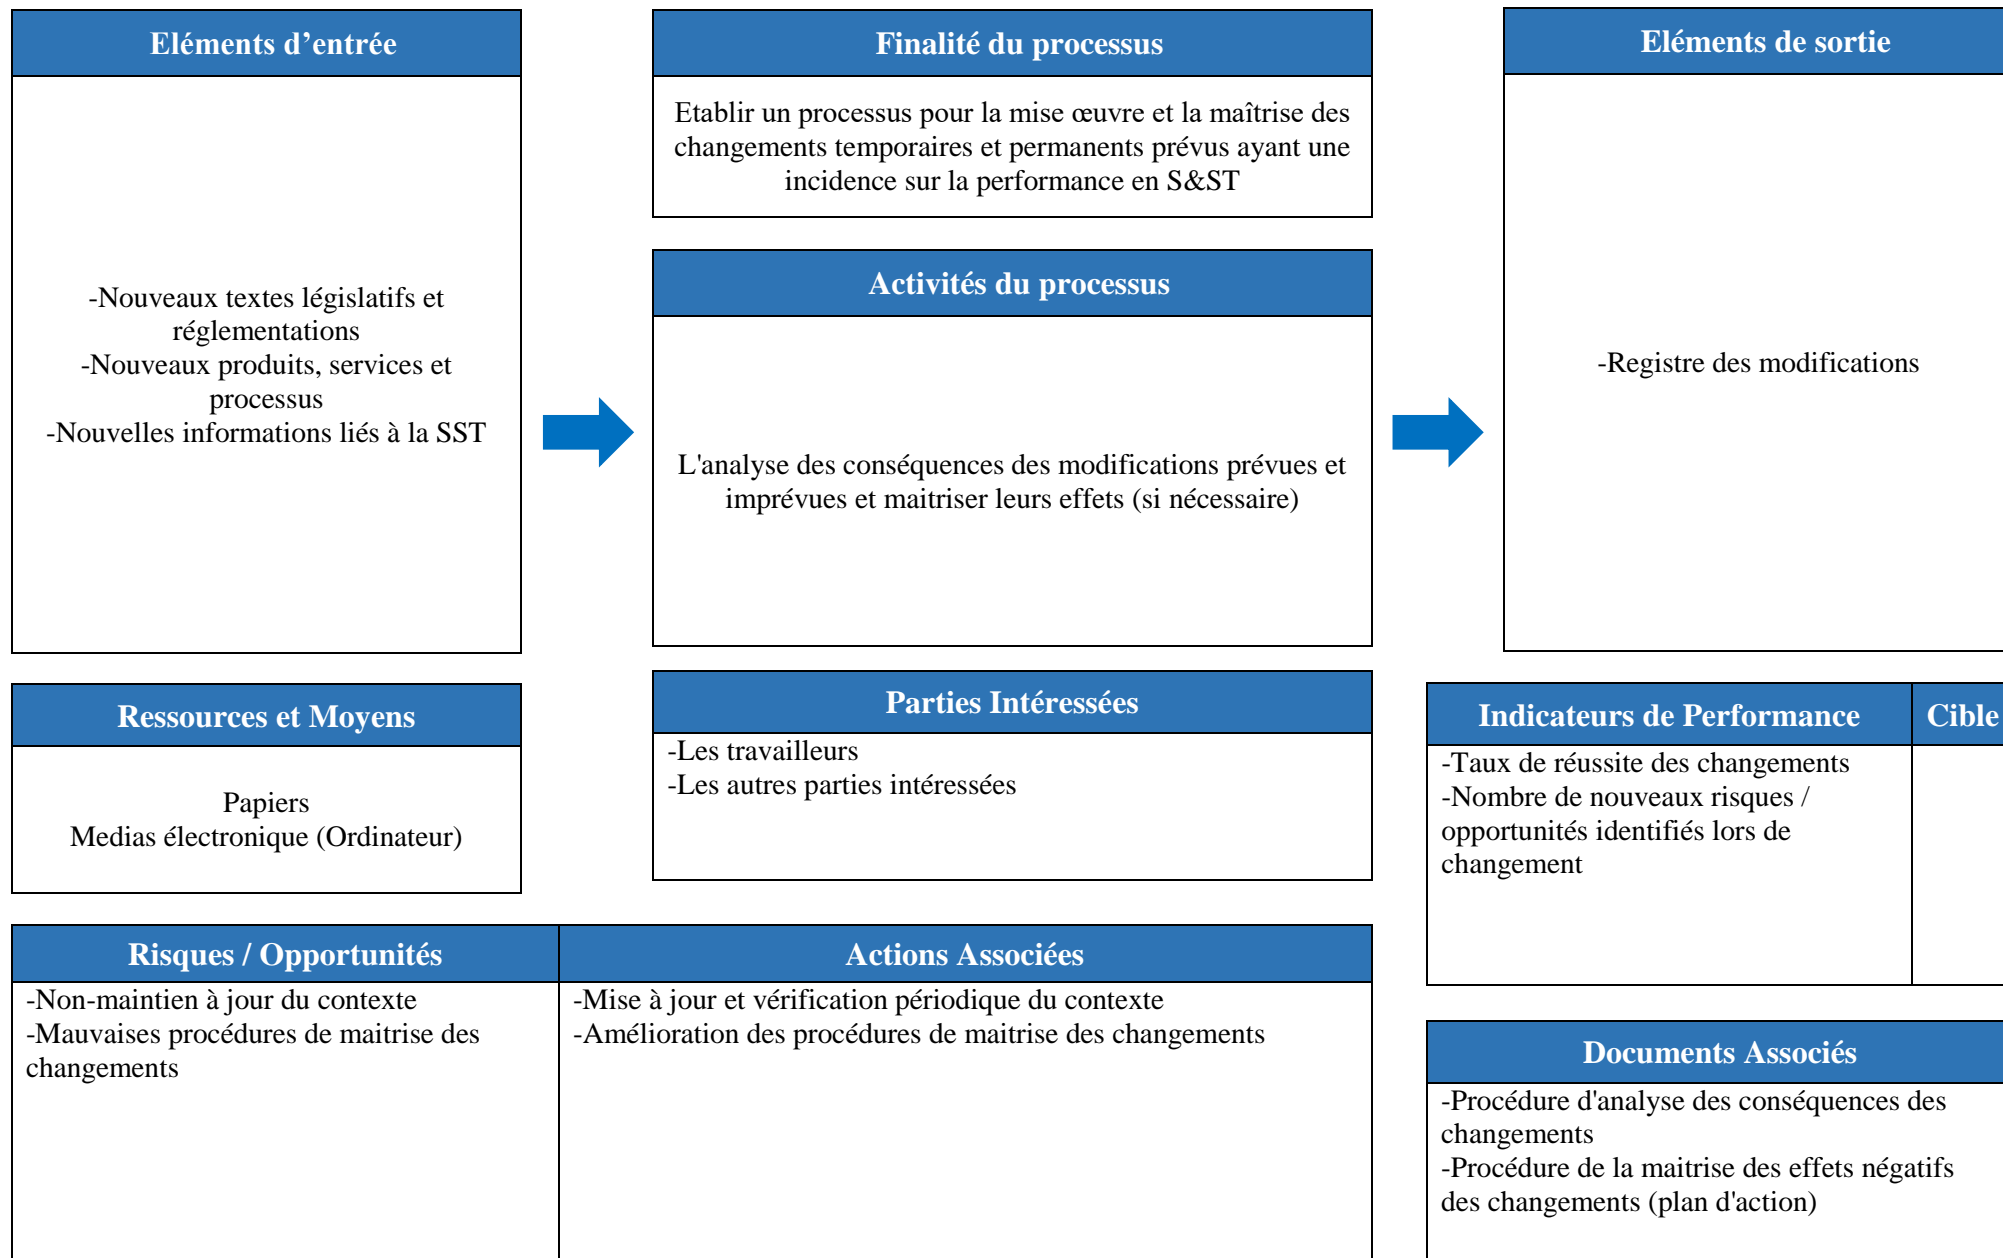 Eléments d’entrée
-Nouveaux textes législatifs et
réglementations
-Nouveaux produits, services et
processus
-Nouvelles informations liés à la SST
Finalité du processus
Etablir un processus pour la mise œuvre et la maîtrise des
changements temporaires et permanents prévus ayant une
incidence sur la performance en S&ST
Activités du processus
L'analyse des conséquences des modifications prévues et
imprévues et maitriser leurs effets (si nécessaire)
Eléments de sortie
-Registre des modifications
Ressources et Moyens
Papiers
Medias électronique (Ordinateur)
Parties Intéressées
-Les travailleurs
-Les autres parties intéressées
Indicateurs de Performance
Cible
-Taux de réussite des changements
-Nombre de nouveaux risques /
opportunités identifiés lors de
changement
Risques / Opportunités
-Non-maintien à jour du contexte
-Mauvaises procédures de maitrise des
changements
Actions Associées
-Mise à jour et vérification périodique du contexte
-Amélioration des procédures de maitrise des changements
Documents Associés
-Procédure d'analyse des conséquences des
changements
-Procédure de la maitrise des effets négatifs
des changements (plan d'action)